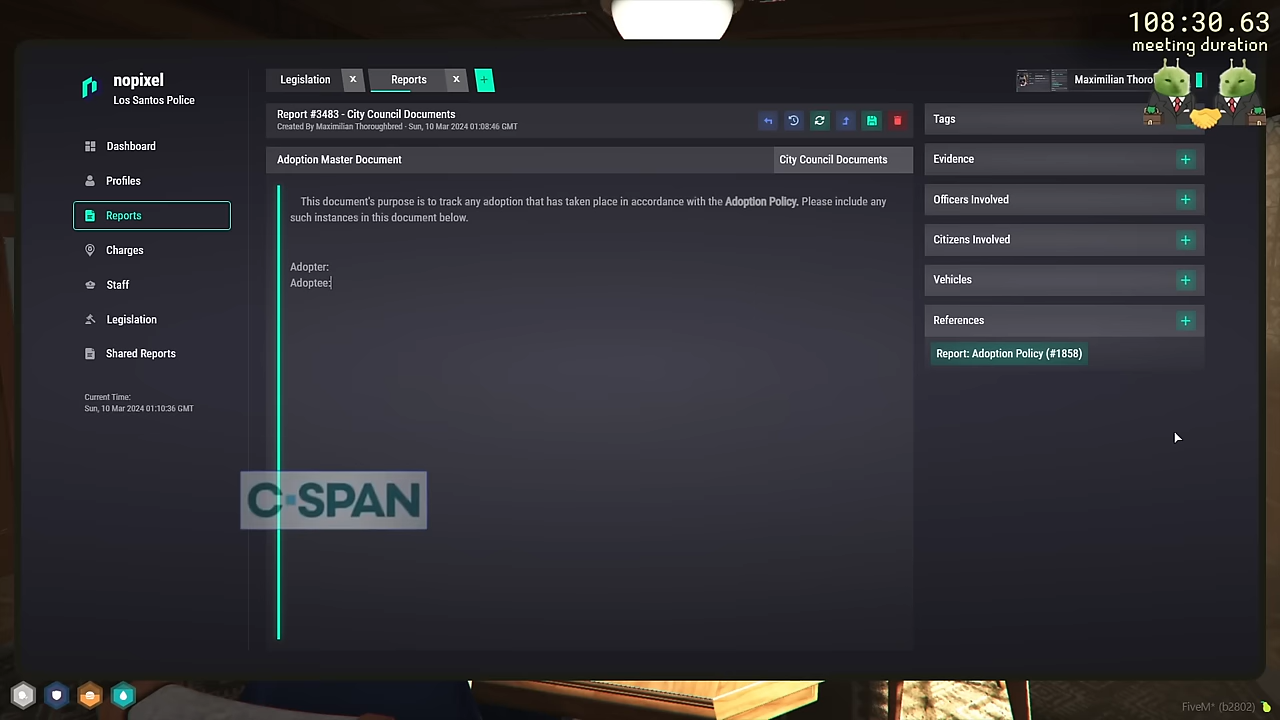 108:30.63
meeting duration
nopixel
Los Santos Police
Dashboard
Profiles
Reports
Charges
Staff
Legislation
Shared Reports
Current Time:
Sun, 10 Mar 2024 01:10:36 GMT
Legislation x Reports x +
Report #3483 - City Council Documents
Created By Maximilian Thoroughbred - Sun, 10 Mar 2024 01:08:46 GMT
Adoption Master Document
City Council Documents
This document's purpose is to track any adoption that has taken place in accordance with the Adoption Policy. Please include any
such instances in this document below.
Adopter:
Adoptee:
C-SPAN
Maximilian Thoro
Tags
Evidence +
Officers Involved +
Citizens Involved +
Vehicles +
References +
Report: Adoption Policy (#1858)
FiveM* (b2802)